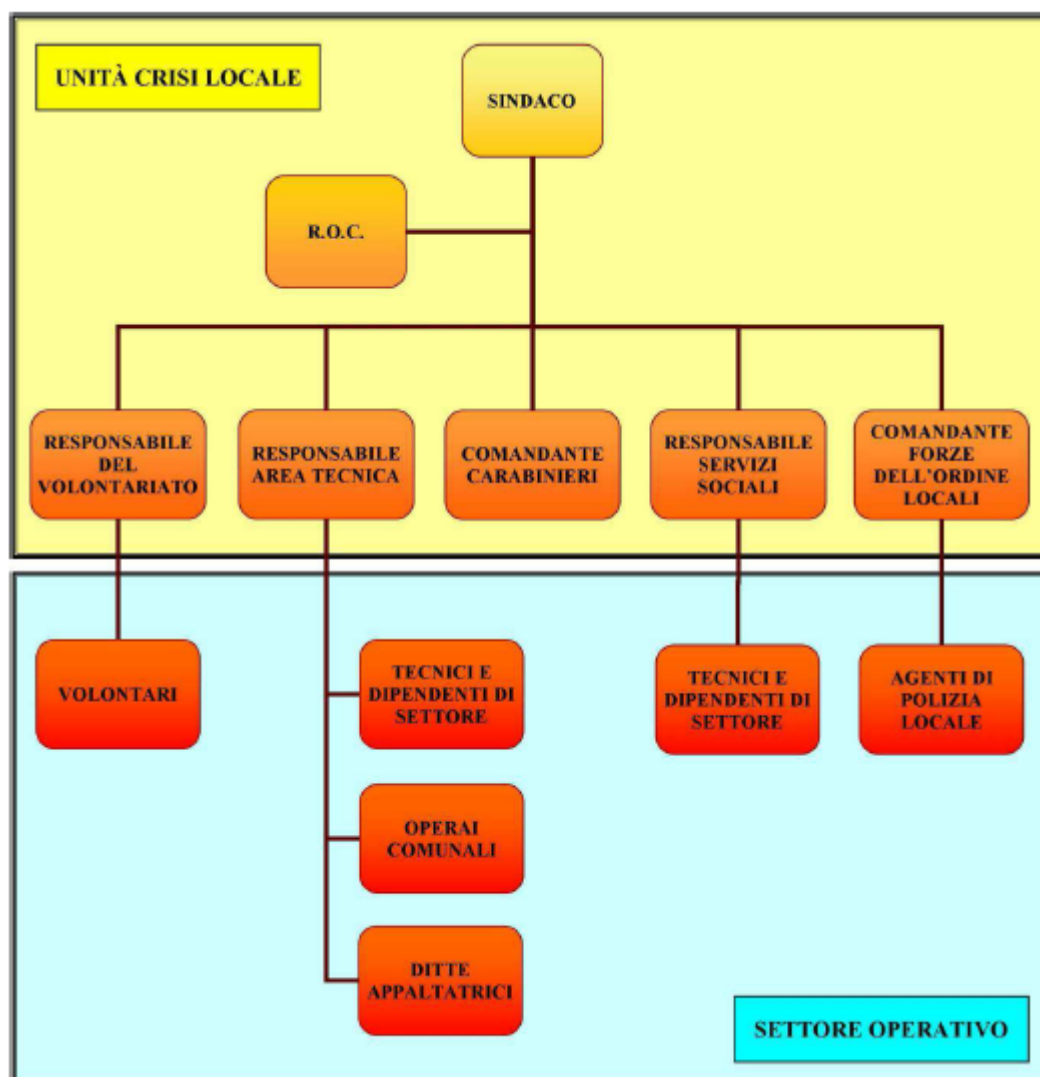 UNITÀ CRISI LOCALE
SINDACO
R.O.C.
RESPONSABILE
DEL
VOLONTARIATO
RESPONSABILE
AREA TECNICA
COMANDANTE
CARABINIERI
RESPONSABILE
SERVIZI
SOCIALI
COMANDANTE
FORZE
DELL'ORDINE
LOCALI
VOLONTARI
TECNICI E
DIPENDENTI DI
SETTORE
TECNICI E
DIPENDENTI DI
SETTORE
AGENTI DI
POLIZIA
LOCALE
OPERAI
COMUNALI
DITTE
APPALTATRICI
SETTORE OPERATIVO